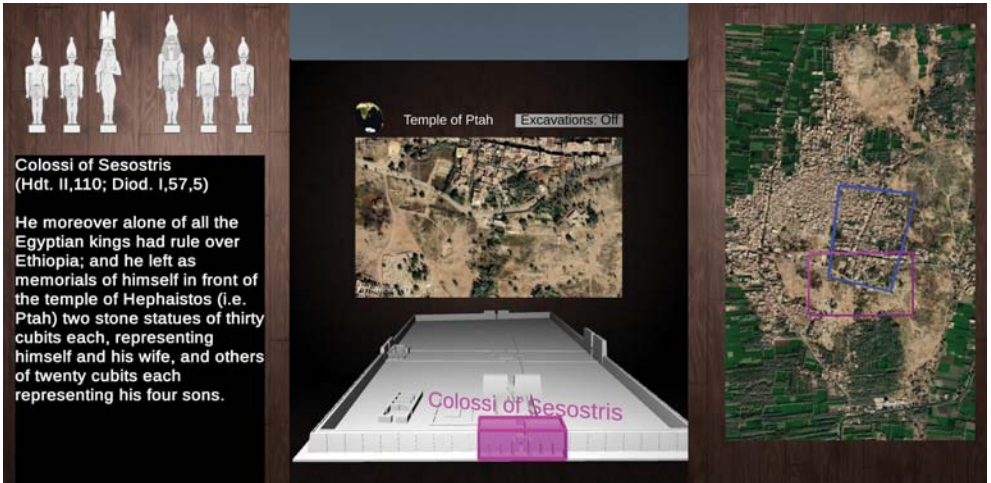 Colossi of Sesostris
(Hdt. II,110; Diod. I,57,5)
He moreover alone of all the
Egyptian kings had rule over
Ethiopia; and he left as
memorials of himself in front of
the temple of Hephaistos (i.e.
Ptah) two stone statues of thirty
cubits each, representing
himself and his wife, and others
of twenty cubits each
representing his four sons.
Temple of Ptah
Excavations: Off
Colossi of Sesostris